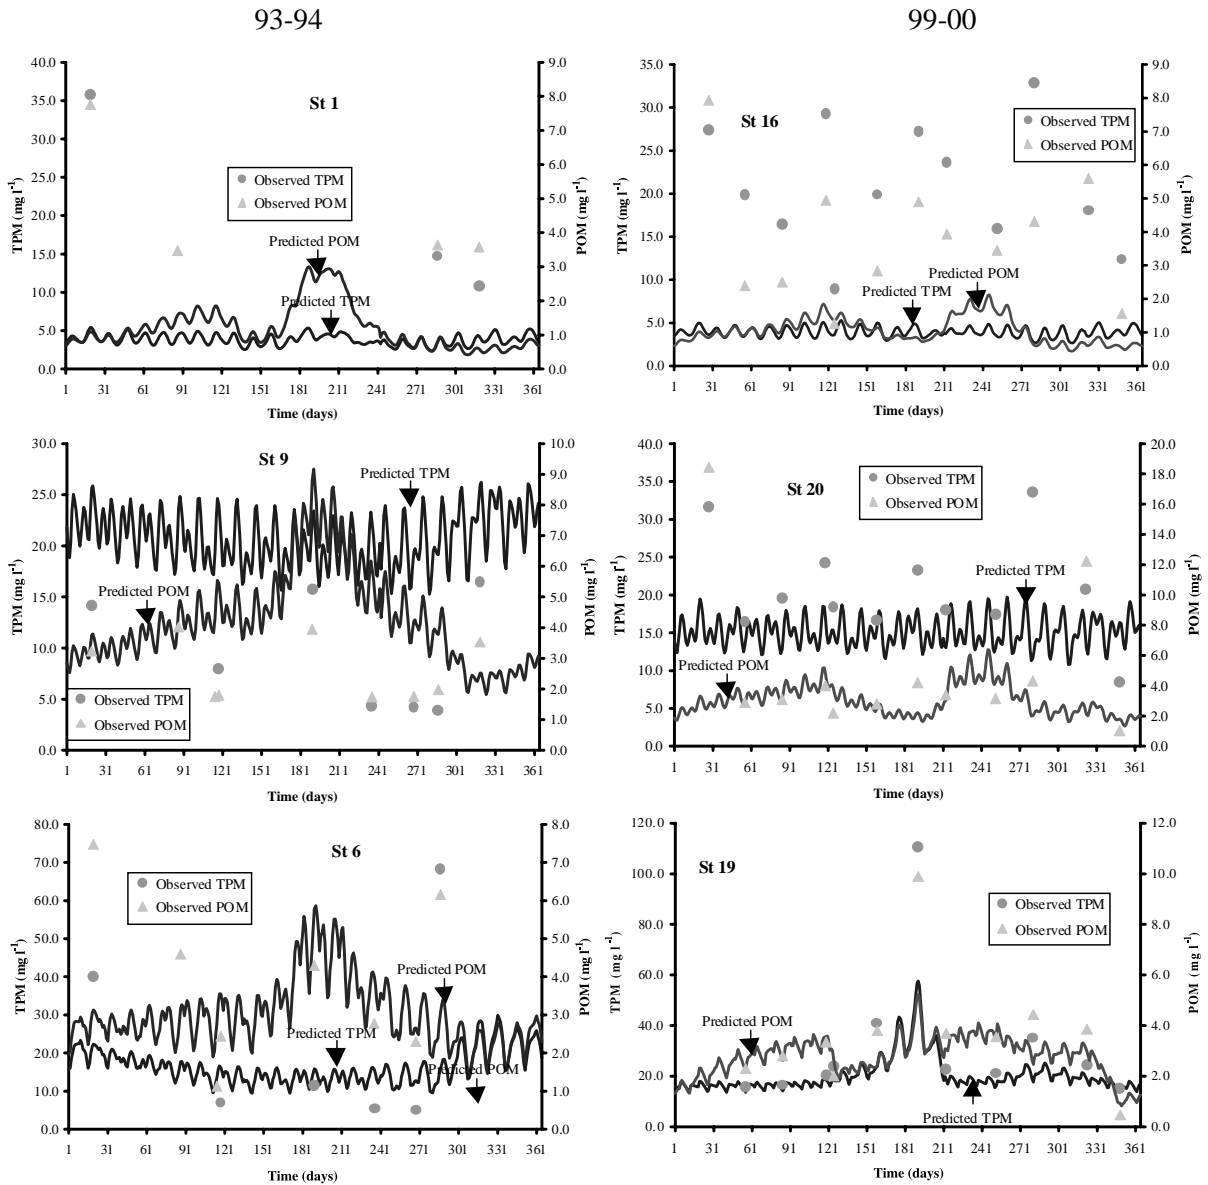 93-94
99-00
40.0
35.0
30.0
25.0
20.0
15.0
10.0
5.0
0.0
TPM (mg l-1)
St 1
Observed TPM
Observed POM
Predicted POM
Predicted TPM
9.0
8.0
7.0
6.0
5.0
4.0
3.0
2.0
1.0
0.0
POM (mg l-1)
1 31 61 91 121 151 181 211 241 271 301 331 361
Time (days)
35.0
30.0
25.0
20.0
15.0
10.0
5.0
0.0
TPM (mg l-1)
St 16
Observed TPM
Observed POM
Predicted POM
Predicted TPM
9.0
8.0
7.0
6.0
5.0
4.0
3.0
2.0
1.0
0.0
POM (mg l-1)
1 31 61 91 121 151 181 211 241 271 301 331 361
Time (days)
30.0
25.0
20.0
15.0
10.0
5.0
0.0
TPM (mg l-1)
St 9
Predicted TPM
Predicted POM
Observed TPM
Observed POM
10.0
9.0
8.0
7.0
6.0
5.0
4.0
3.0
2.0
1.0
0.0
POM (mg l-1)
1 31 61 91 121 151 181 211 241 271 301 331 361
Time (days)
40.0
35.0
30.0
25.0
20.0
15.0
10.0
5.0
0.0
TPM (mg l-1)
St 20
Observed TPM
Observed POM
Predicted TPM
Predicted POM
20.0
18.0
16.0
14.0
12.0
10.0
8.0
6.0
4.0
2.0
0.0
POM (mg l-1)
1 31 61 91 121 151 181 211 241 271 301 331 361
Time (days)
80.0
70.0
60.0
50.0
40.0
30.0
20.0
10.0
0.0
TPM (mg l-1)
St 6
Observed TPM
Observed POM
Predicted POM
Predicted TPM
Predicted POM
8.0
7.0
6.0
5.0
4.0
3.0
2.0
1.0
0.0
POM (mg l-1)
1 31 61 91 121 151 181 211 241 271 301 331 361
Time (days)
120.0
100.0
80.0
60.0
40.0
20.0
0.0
TPM (mg l-1)
St 19
Observed TPM
Observed POM
Predicted POM
Predicted TPM
12.0
10.0
8.0
6.0
4.0
2.0
0.0
POM (mg l-1)
1 31 61 91 121 151 181 211 241 271 301 331 361
Time (days)